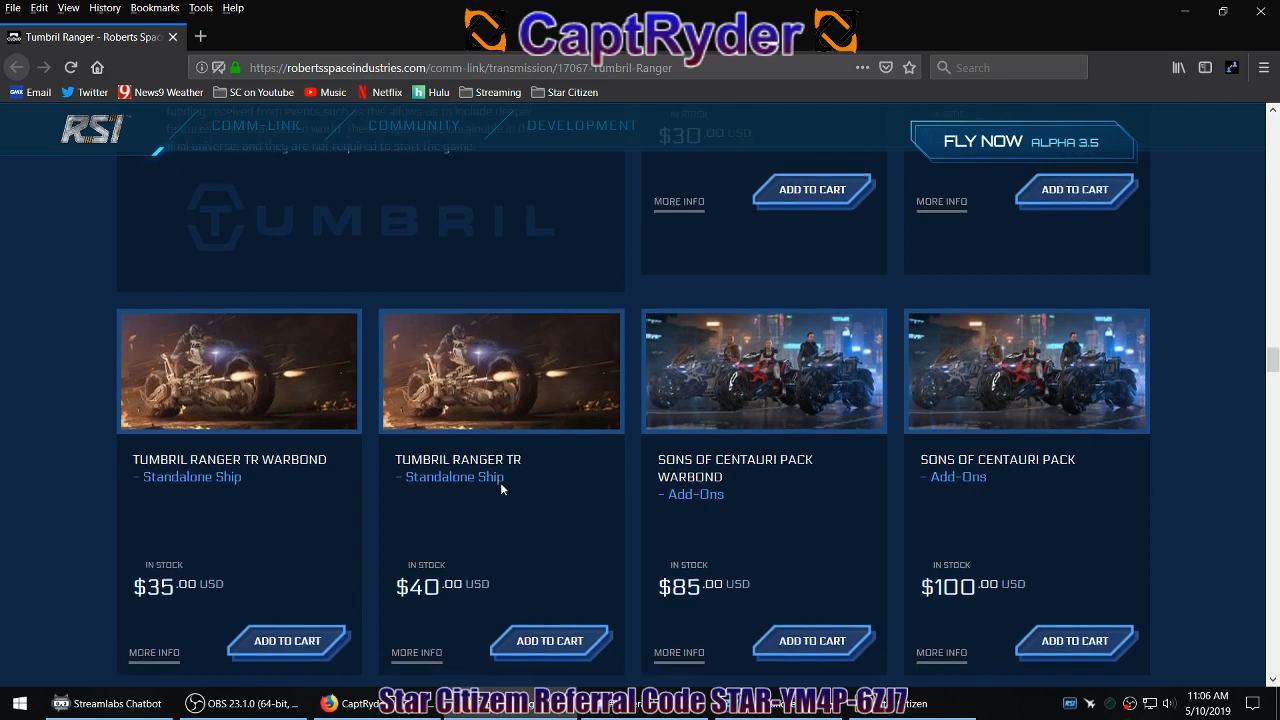 File Edit View History Bookmarks Tools Help
CaptRyder
Tumbril Ranger - Roberts Spac
https://robertsspaceindustries.com/comm-link/transmission/17067-Tumbril-Ranger
Search
Email Twitter News9 Weather SC on Youtube Music Netflix Hulu Streaming Star Citizen
RSI COMM-LINK COMMUNITY DEVELOPMENT FLY NOW ALPHA 3.5
IN STOCK
$30.00 USD
ADD TO CART ADD TO CART
MORE INFO MORE INFO
TUMBRIL
TUMBRIL RANGER TR WARBOND
- Standalone Ship
IN STOCK
$35.00 USD
MORE INFO ADD TO CART
TUMBRIL RANGER TR
- Standalone Ship
IN STOCK
$40.00 USD
MORE INFO ADD TO CART
SONS OF CENTAURI PACK
WARBOND
- Add-Ons
IN STOCK
$85.00 USD
MORE INFO ADD TO CART
SONS OF CENTAURI PACK
- Add-Ons
IN STOCK
$100.00 USD
MORE INFO ADD TO CART
Streamlabs Chatbot OBS 23.1.0 (64-bit, ...
Star Citizem Referral Code STAR-YM4P-6ZJ7
11:06 AM
5/10/2019